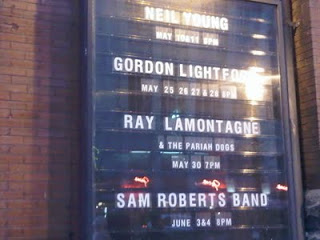 NEIL YOUNG
MAY 8PM
GORDON LIGHTFOOT
MAY 25 26 27 & 28 8PM
RAY LAMONTAGNE
& THE PARIAH DOGS
MAY 30 7PM
SAM ROBERTS BAND
JUNE 3&4 8PM